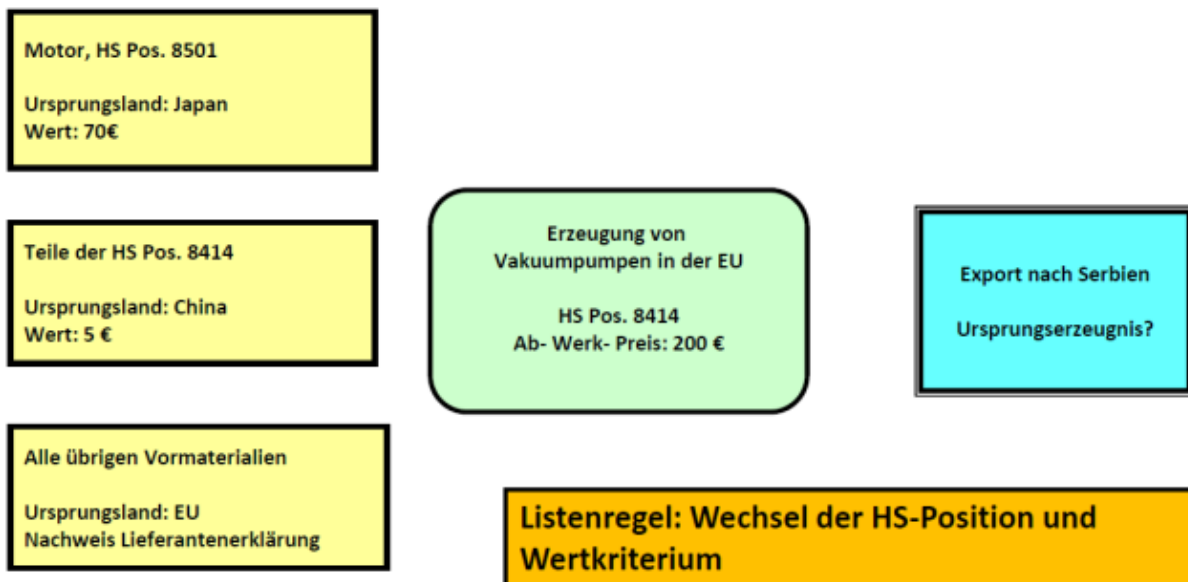 Motor, HS Pos. 8501
Ursprungsland: Japan
Wert: 70€
Teile der HS Pos. 8414
Ursprungsland: China
Wert: 5 €
Alle übrigen Vormaterialien
Ursprungsland: EU
Nachweis Lieferantenerklärung
Erzeugung von
Vakuumpumpen in der EU
HS Pos. 8414
Ab- Werk- Preis: 200 €
Export nach Serbien
Ursprungserzeugnis?
Listenregel: Wechsel der HS-Position und
Wertkriterium